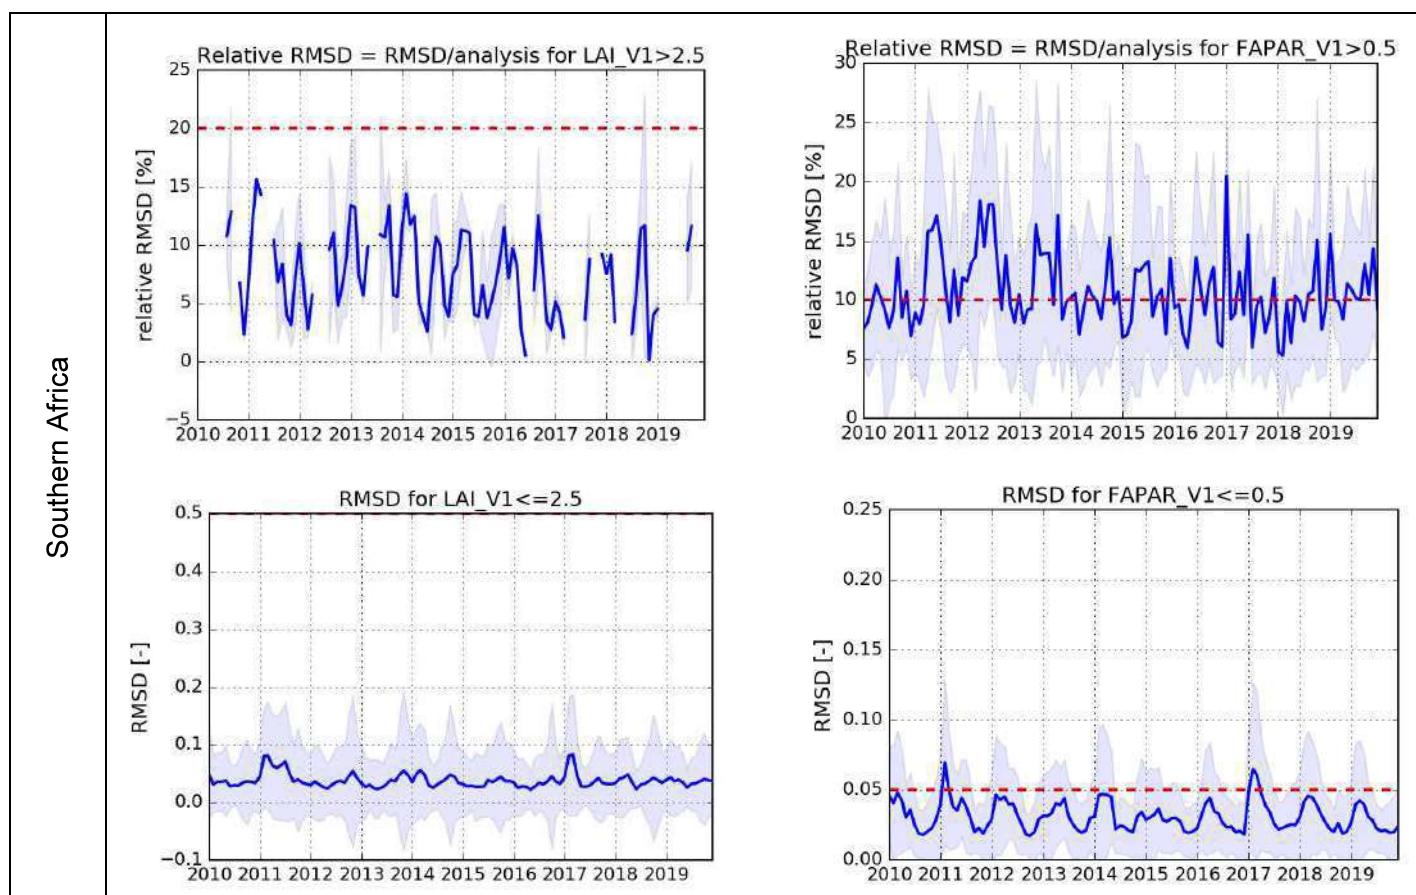 Southern Africa
Relative RMSD = RMSD/analysis for LAI_V1>2.5
relative RMSD [%]
25
20
15
10
5
0
−5
2010 2011 2012 2013 2014 2015 2016 2017 2018 2019
Relative RMSD = RMSD/analysis for FAPAR_V1>0.5
relative RMSD [%]
30
25
20
15
10
5
0
2010 2011 2012 2013 2014 2015 2016 2017 2018 2019
RMSD for LAI_V1<=2.5
RMSD [-]
0.5
0.4
0.3
0.2
0.1
0.0
−0.1
2010 2011 2012 2013 2014 2015 2016 2017 2018 2019
RMSD for FAPAR_V1<=0.5
RMSD [-]
0.25
0.20
0.15
0.10
0.05
0.00
2010 2011 2012 2013 2014 2015 2016 2017 2018 2019